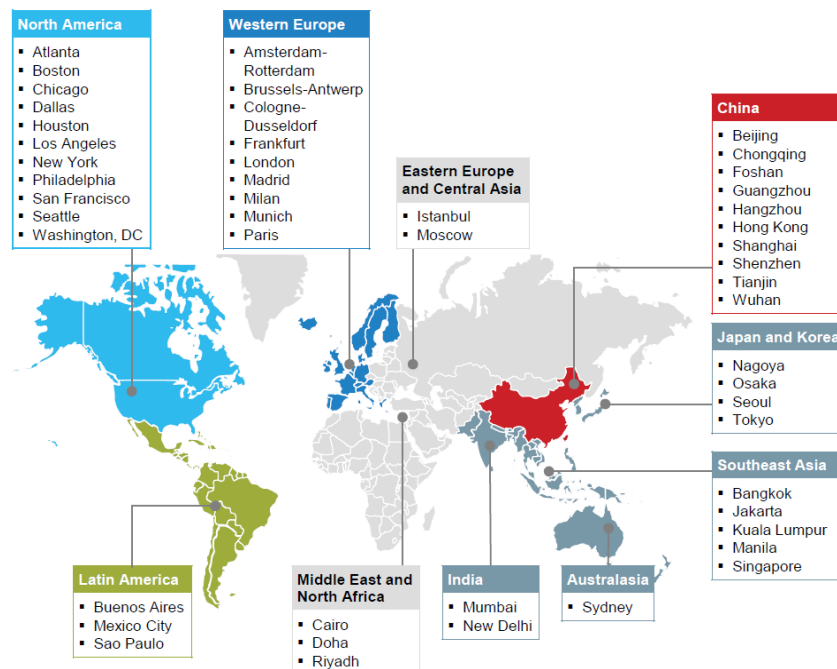 North America
Atlanta
Boston
Chicago
Dallas
Houston
Los Angeles
New York
Philadelphia
San Francisco
Seattle
Washington, DC
Western Europe
Amsterdam-
Rotterdam
Brussels-Antwerp
Cologne-
Dusseldorf
Frankfurt
London
Madrid
Milan
Munich
Paris
Eastern Europe
and Central Asia
Istanbul
Moscow
China
Beijing
Chongqing
Foshan
Guangzhou
Hangzhou
Hong Kong
Shanghai
Shenzhen
Tianjin
Wuhan
Japan and Korea
Nagoya
Osaka
Seoul
Tokyo
Southeast Asia
Bangkok
Jakarta
Kuala Lumpur
Manila
Singapore
Latin America
Buenos Aires
Mexico City
Sao Paulo
Middle East and
North Africa
Cairo
Doha
Riyadh
India
Mumbai
New Delhi
Australasia
Sydney